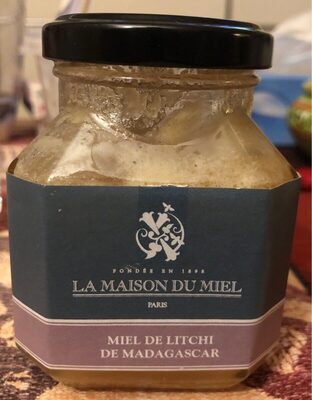 FONDÉE EN 1898
LA MAISON DU MIEL
PARIS
MIEL DE LITCHI
DE MADAGASCAR